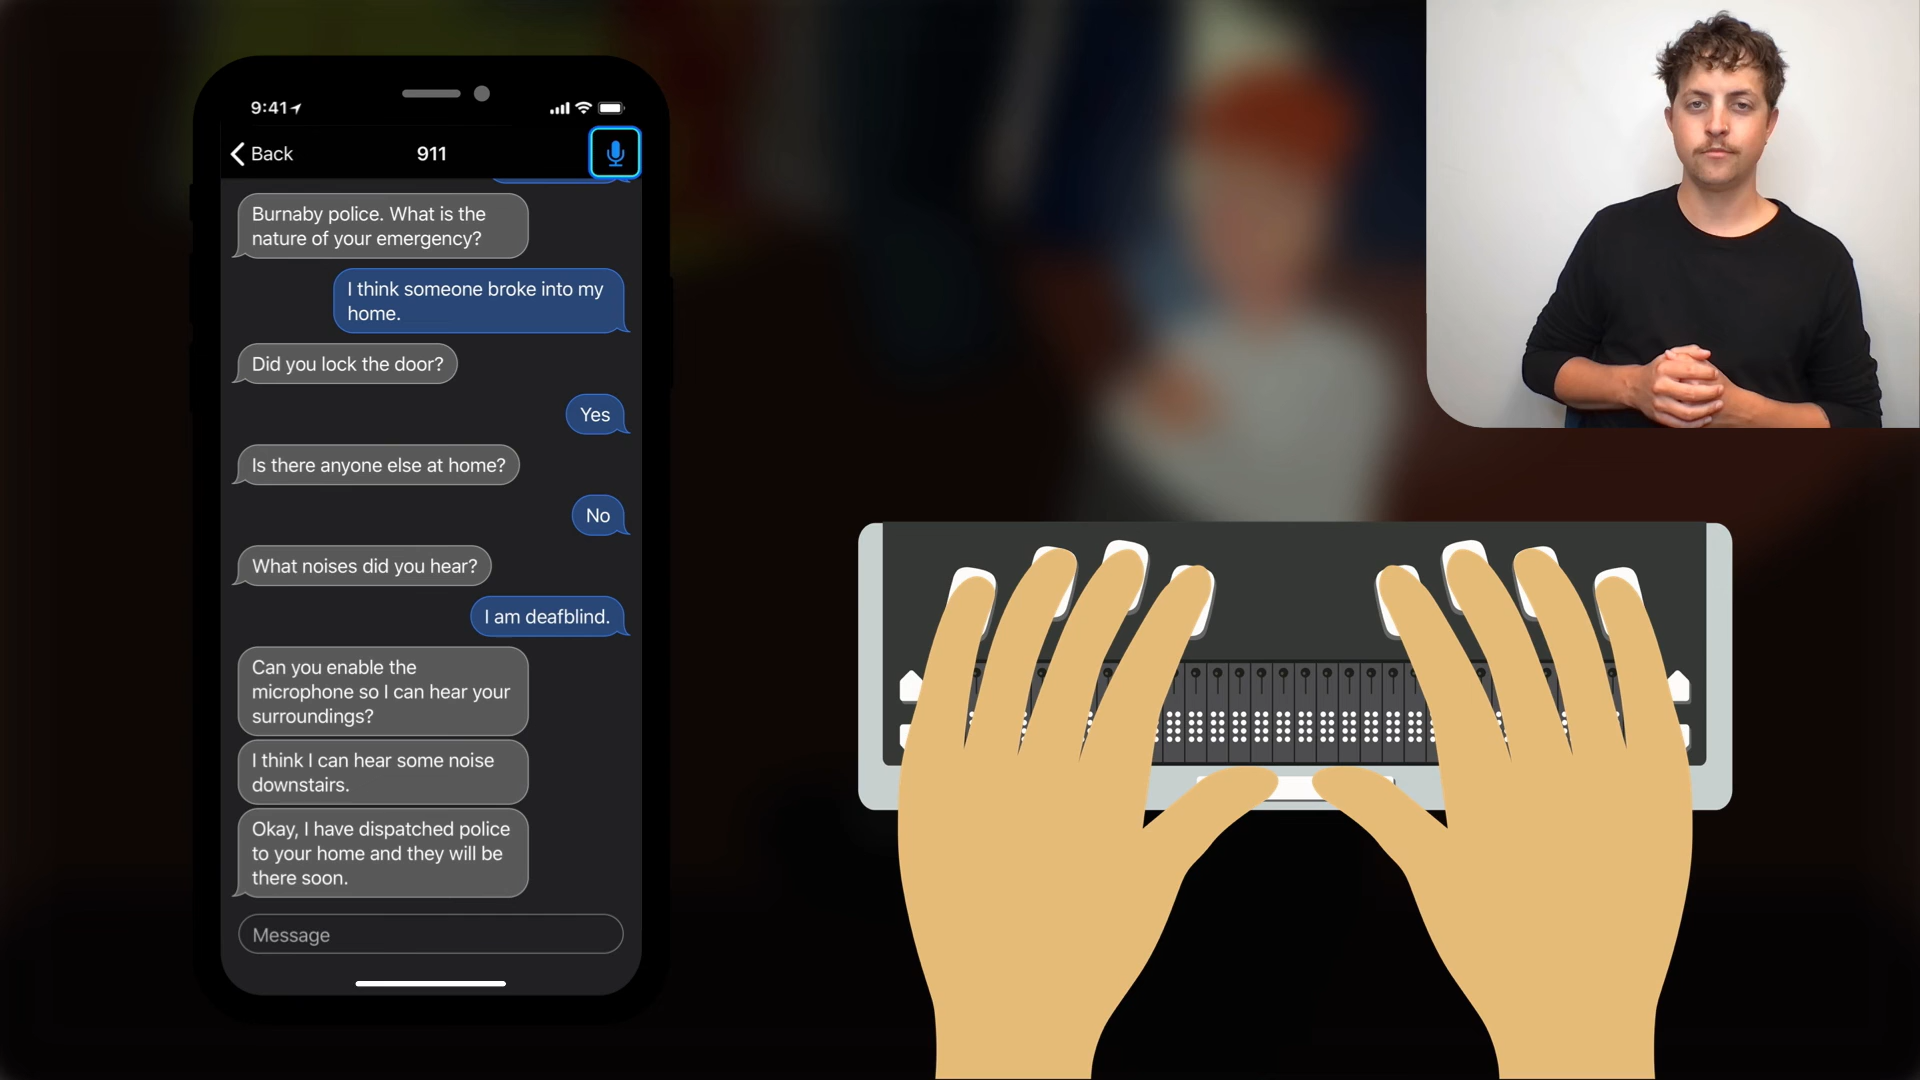 9:41
Back
911
Burnaby police. What is the
nature of your emergency?
I think someone broke into my
home.
Did you lock the door?
Yes
Is there anyone else at home?
No
What noises did you hear?
I am deafblind.
Can you enable the
microphone so I can hear your
surroundings?
I think I can hear some noise
downstairs.
Okay, I have dispatched police
to your home and they will be
there soon.
Message